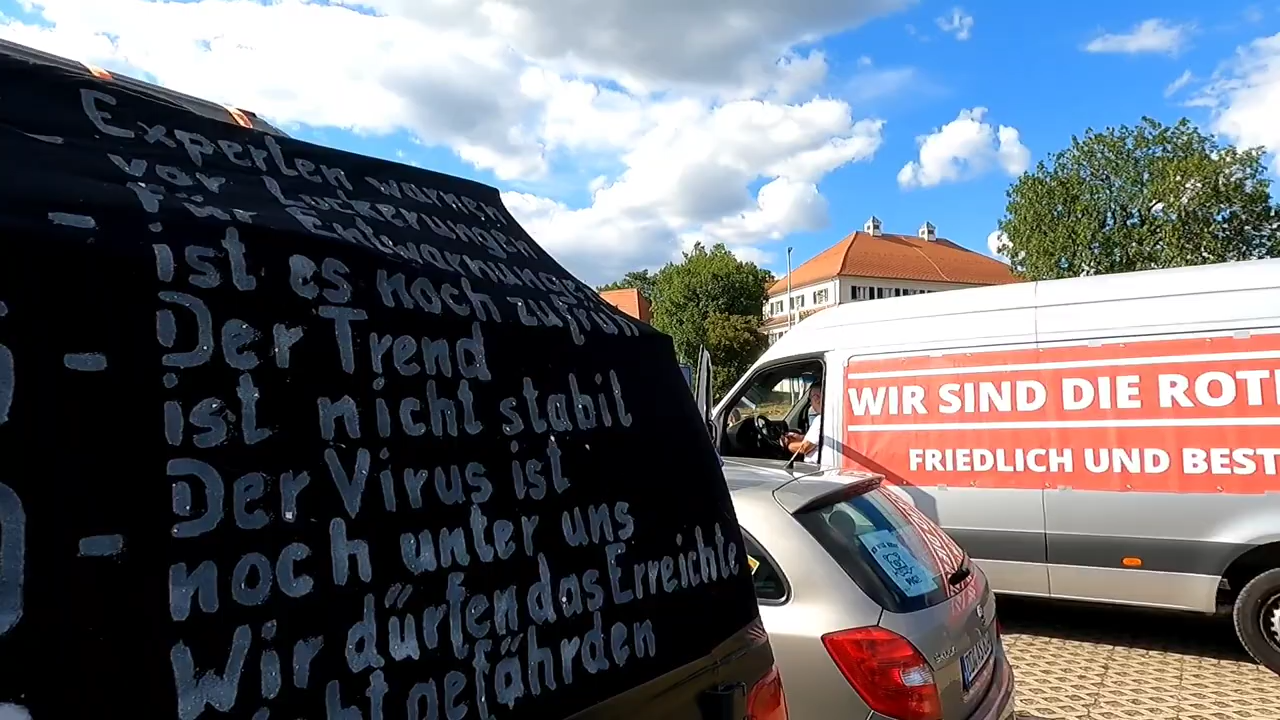 - Experten warnen
vor Lockerungen
- Für Entwarnungen
ist es noch zu früh
- Der Trend
ist nicht stabil
- Der Virus ist
noch unter uns
Wir dürfen das Erreichte
nicht gefährden
WIR SIND DIE ROT
FRIEDLICH UND BEST